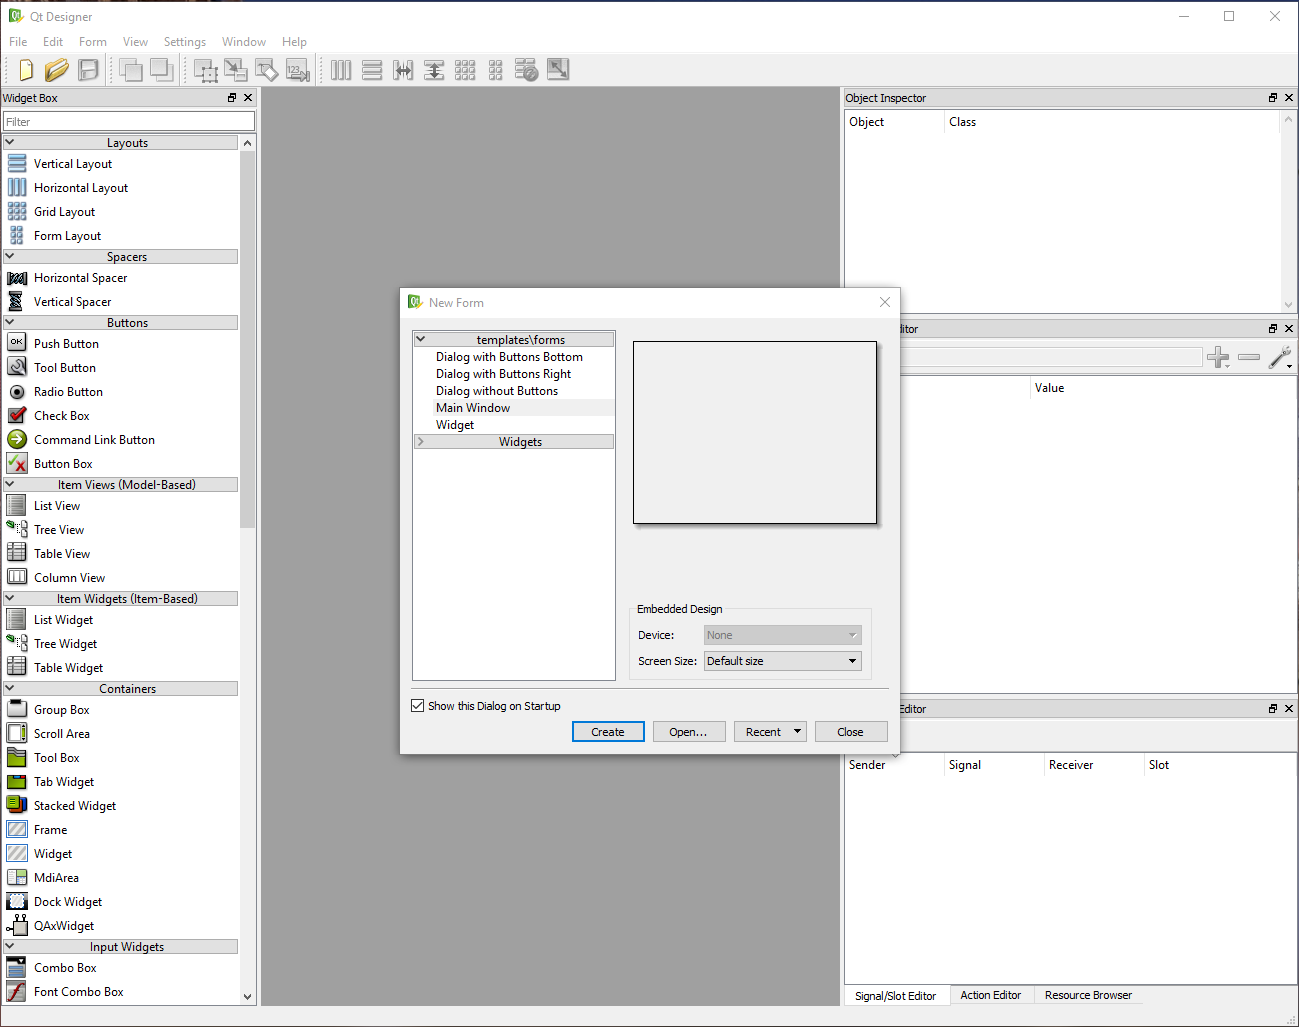 Qt Designer
File Edit Form View Settings Window Help
Widget Box
Filter
Layouts
Vertical Layout
Horizontal Layout
Grid Layout
Form Layout
Spacers
Horizontal Spacer
Vertical Spacer
Buttons
OK Push Button
Tool Button
Radio Button
Check Box
Command Link Button
Button Box
Item Views (Model-Based)
List View
Tree View
Table View
Column View
Item Widgets (Item-Based)
List Widget
Tree Widget
Table Widget
Containers
Group Box
Scroll Area
Tool Box
Tab Widget
Stacked Widget
Frame
Widget
MdiArea
Dock Widget
QAxWidget
Input Widgets
Combo Box
Font Combo Box
New Form
templates\forms
Dialog with Buttons Bottom
Dialog with Buttons Right
Dialog without Buttons
Main Window
Widget
Widgets
Embedded Design
Device: None
Screen Size: Default size
Show this Dialog on Startup
Create Open... Recent Close
Object Inspector
Object Class
itor
Value
Editor
Sender Signal Receiver Slot
Signal/Slot Editor Action Editor Resource Browser